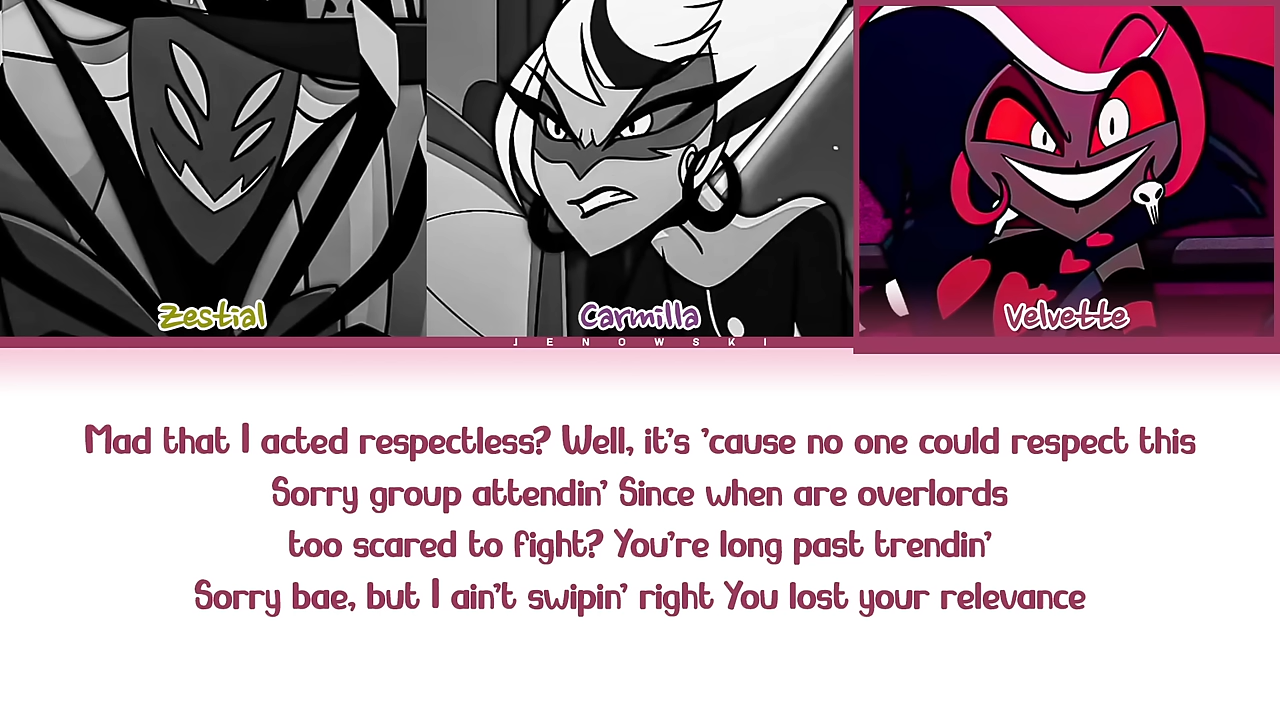 Zestial
Carmilla
Velvette
JENOWSKI
Mad that I acted respectless? Well, it's 'cause no one could respect this
Sorry group attendin' Since when are overlords
too scared to fight? You're long past trendin'
Sorry bae, but I ain't swipin' right You lost your relevance